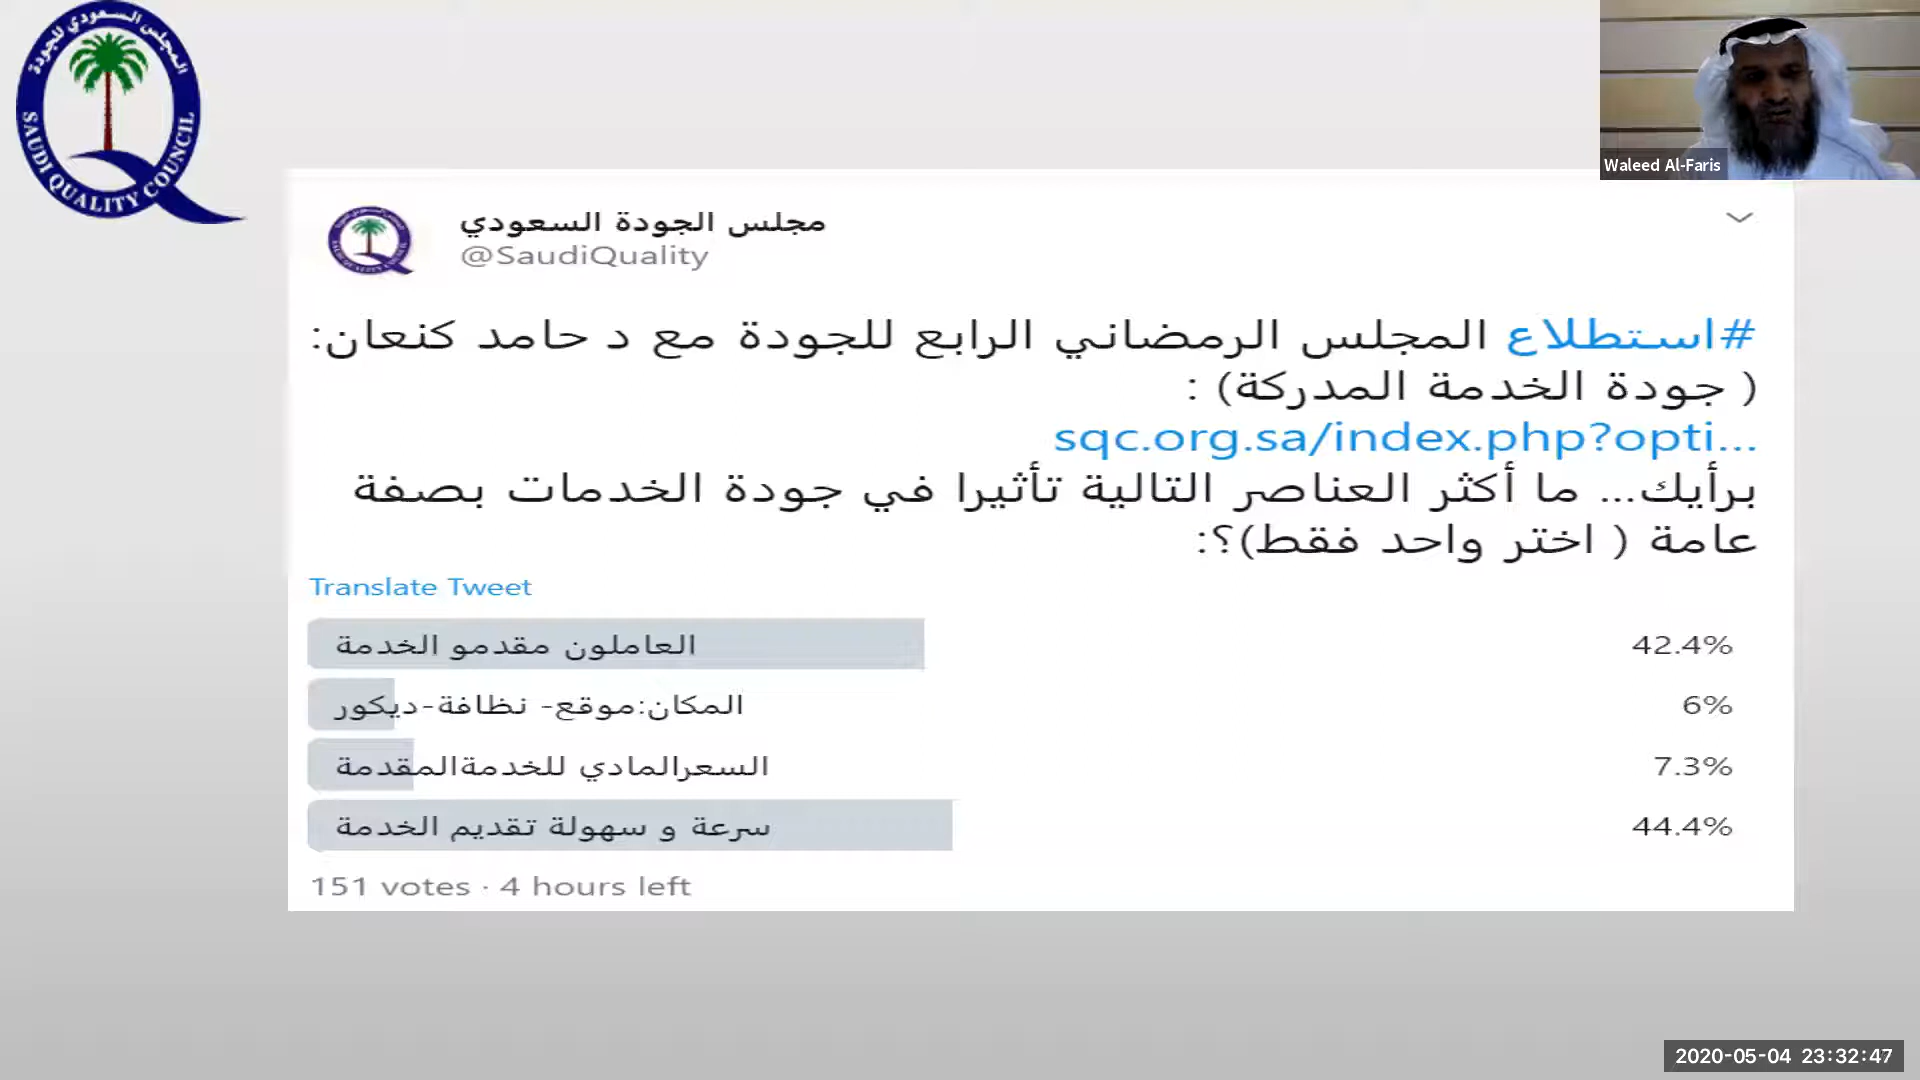 المجلس السعودي للجودة
SAUDI QUALITY COUNCIL
Waleed Al-Faris
مجلس الجودة السعودي
@SaudiQuality
#استطلاع المجلس الرمضاني الرابع للجودة مع د حامد كنعان:
( جودة الخدمة المدركة) :
sqc.org.sa/index.php?opti...
برأيك... ما أكثر العناصر التالية تأثيرا في جودة الخدمات بصفة
عامة ( اختر واحد فقط)؟:
Translate Tweet
العاملون مقدمو الخدمة 42.4%
المكان:موقع- نظافة-ديكور 6%
السعرالمادي للخدمةالمقدمة 7.3%
سرعة و سهولة تقديم الخدمة 44.4%
151 votes · 4 hours left
2020-05-04 23:32:47